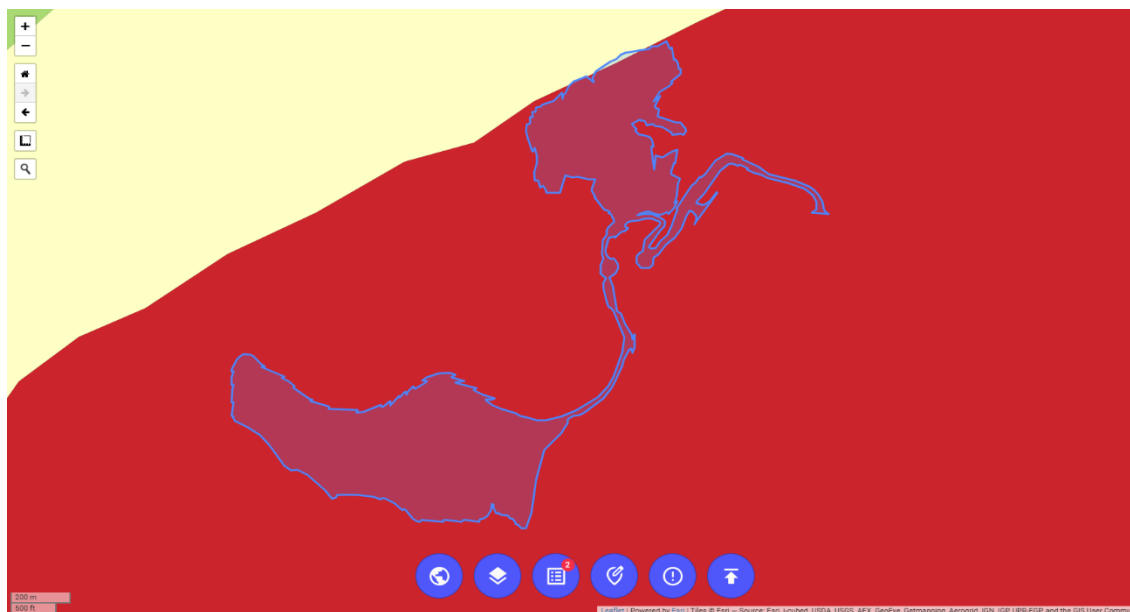 +
−
2
200 m
500 ft
Leaflet | Powered by Esri | Tiles © Esri — Source: Esri, i-cubed, USDA, USGS, AEX, GeoEye, Getmapping, Aerogrid, IGN, IGP, UPR-EGP, and the GIS User Commu